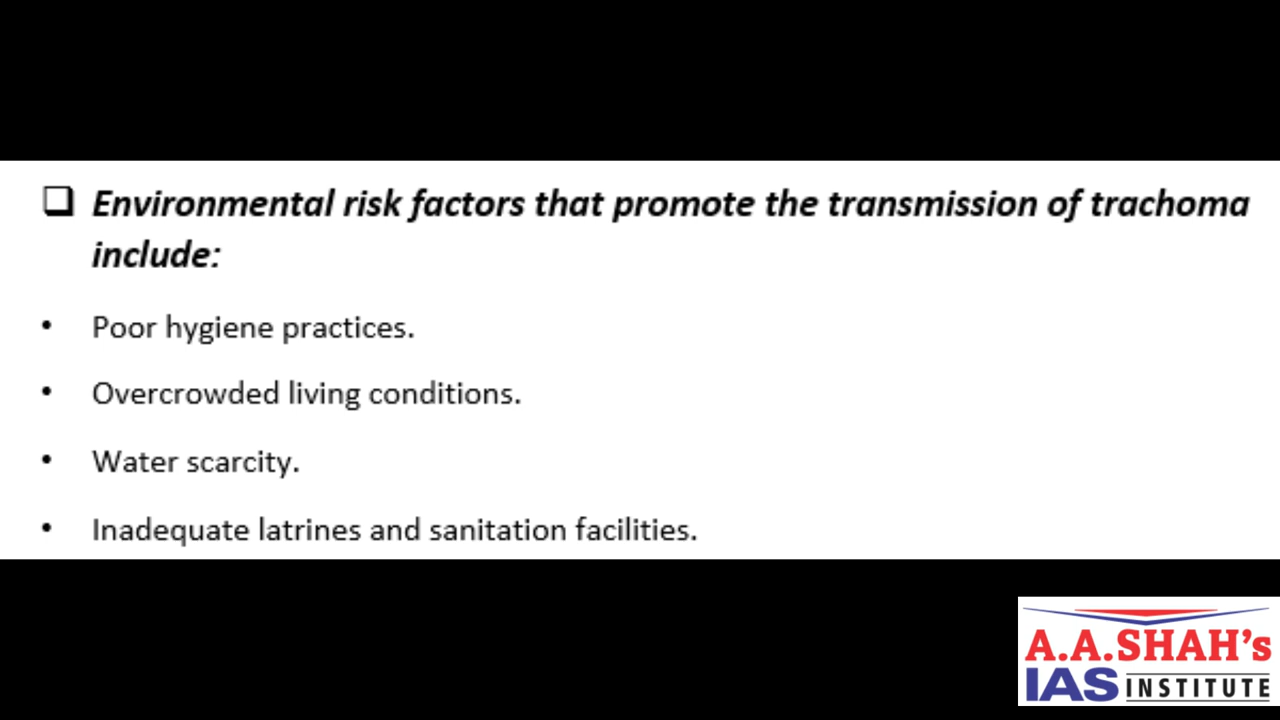 ❑ Environmental risk factors that promote the transmission of trachoma
include:
• Poor hygiene practices.
• Overcrowded living conditions.
• Water scarcity.
• Inadequate latrines and sanitation facilities.
A.A.SHAH's
IAS INSTITUTE